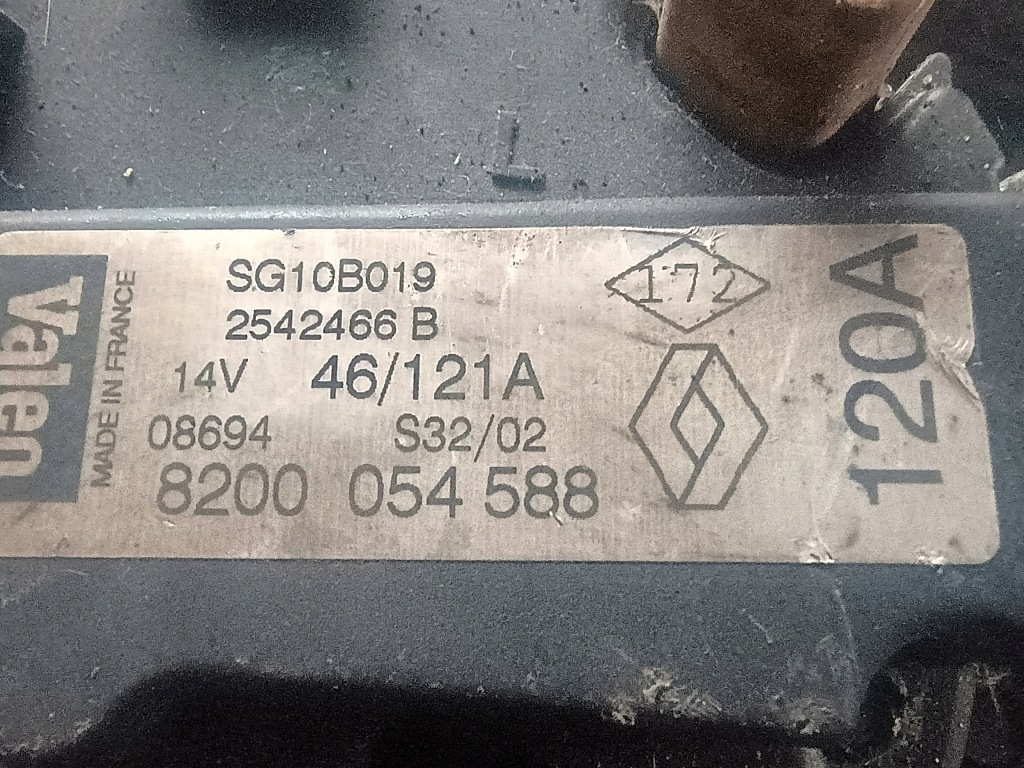 Valeo
MADE IN FRANCE
SG10B019
2542466 B
14V 46/121A
08694 S32/02
8200 054 588
172
120A